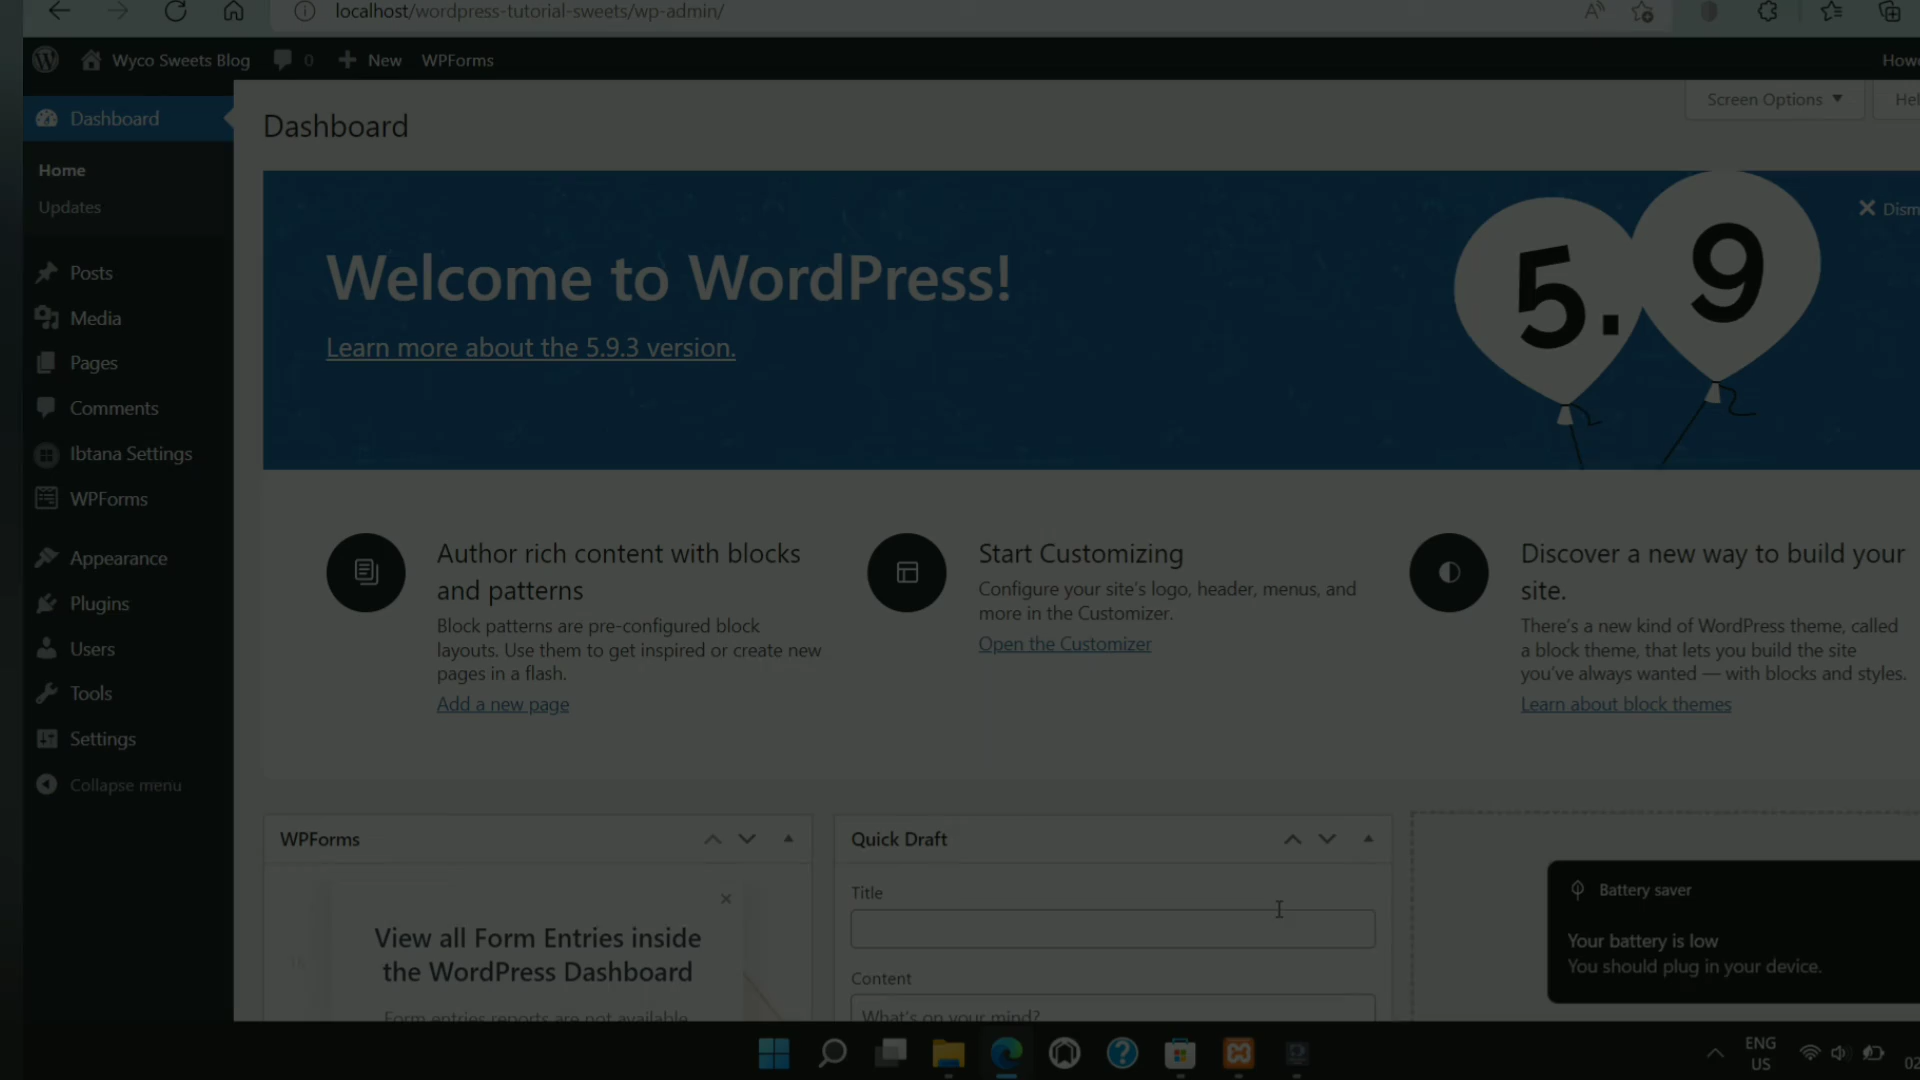 localhost/wordpress-tutorial-sweets/wp-admin/
Wyco Sweets Blog 0 New WPForms
Dashboard
Home
Updates
Posts
Media
Pages
Comments
Ibtana Settings
WPForms
Appearance
Plugins
Users
Tools
Settings
Collapse menu
Screen Options
Dashboard
Welcome to WordPress!
Learn more about the 5.9.3 version.
5.9
Author rich content with blocks
and patterns
Block patterns are pre-configured block
layouts. Use them to get inspired or create new
pages in a flash.
Add a new page
Start Customizing
Configure your site's logo, header, menus, and
more in the Customizer.
Open the Customizer
Discover a new way to build your
site.
There's a new kind of WordPress theme, called
a block theme, that lets you build the site
you've always wanted — with blocks and styles.
Learn about block themes
WPForms
View all Form Entries inside
the WordPress Dashboard
Form entries reports are not available
Quick Draft
Title
Content
What's on your mind?
Battery saver
Your battery is low
You should plug in your device.
ENG
US
02